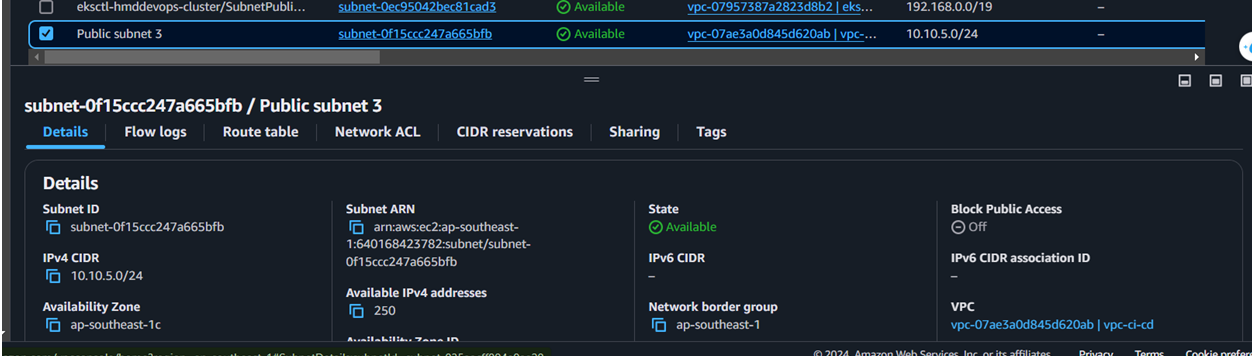 eksctl-hmddevops-cluster/SubnetPubli... subnet-0ec95042bec81cad3 Available vpc-07957387a2823d8b2 | eks... 192.168.0.0/19 –
Public subnet 3 subnet-0f15ccc247a665bfb Available vpc-07ae3a0d845d620ab | vpc-... 10.10.5.0/24 –
subnet-0f15ccc247a665bfb / Public subnet 3
Details Flow logs Route table Network ACL CIDR reservations Sharing Tags
Details
Subnet ID
subnet-0f15ccc247a665bfb
IPv4 CIDR
10.10.5.0/24
Availability Zone
ap-southeast-1c
Subnet ARN
arn:aws:ec2:ap-southeast-
1:640168423782:subnet/subnet-
0f15ccc247a665bfb
Available IPv4 addresses
250
Availability Zone ID
State
Available
IPv6 CIDR
–
Network border group
ap-southeast-1
Block Public Access
Off
IPv6 CIDR association ID
–
VPC
vpc-07ae3a0d845d620ab | vpc-ci-cd
© 2024, Amazon Web Services, Inc. or its affiliates. Privacy Terms Cookie prefer